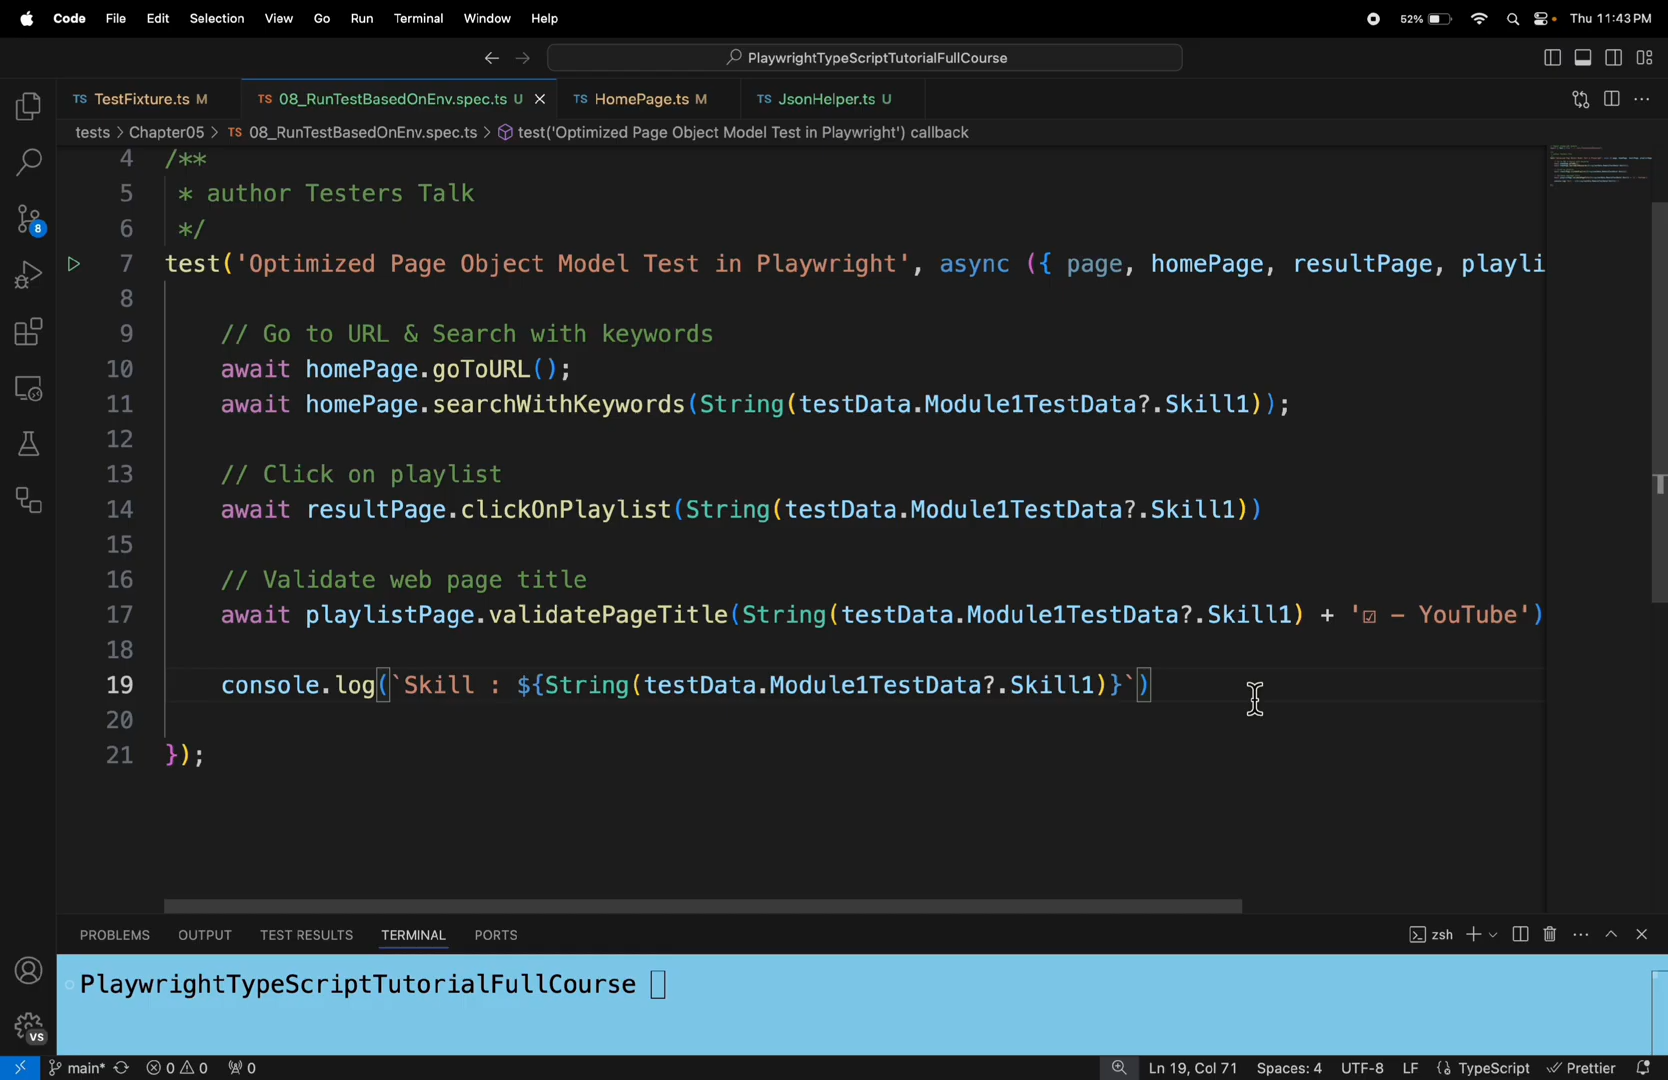 Code File Edit Selection View Go Run Terminal Window Help 52% Thu 11:43 PM
PlaywrightTypeScriptTutorialFullCourse
TS TestFixture.ts M TS 08_RunTestBasedOnEnv.spec.ts U TS HomePage.ts M TS JsonHelper.ts U
tests > Chapter05 > TS 08_RunTestBasedOnEnv.spec.ts > test('Optimized Page Object Model Test in Playwright') callback
4 /**
5 * author Testers Talk
6 */
7 test('Optimized Page Object Model Test in Playwright', async ({ page, homePage, resultPage, playli
8
9 // Go to URL & Search with keywords
10 await homePage.goToURL();
11 await homePage.searchWithKeywords(String(testData.Module1TestData?.Skill1));
12
13 // Click on playlist
14 await resultPage.clickOnPlaylist(String(testData.Module1TestData?.Skill1))
15
16 // Validate web page title
17 await playlistPage.validatePageTitle(String(testData.Module1TestData?.Skill1) + '☑ – YouTube')
18
19 console.log(`Skill : ${String(testData.Module1TestData?.Skill1)}`)
20
21 });
8
PROBLEMS OUTPUT TEST RESULTS TERMINAL PORTS zsh
PlaywrightTypeScriptTutorialFullCourse
VS
main* 0 0 0 Ln 19, Col 71 Spaces: 4 UTF-8 LF {} TypeScript Prettier